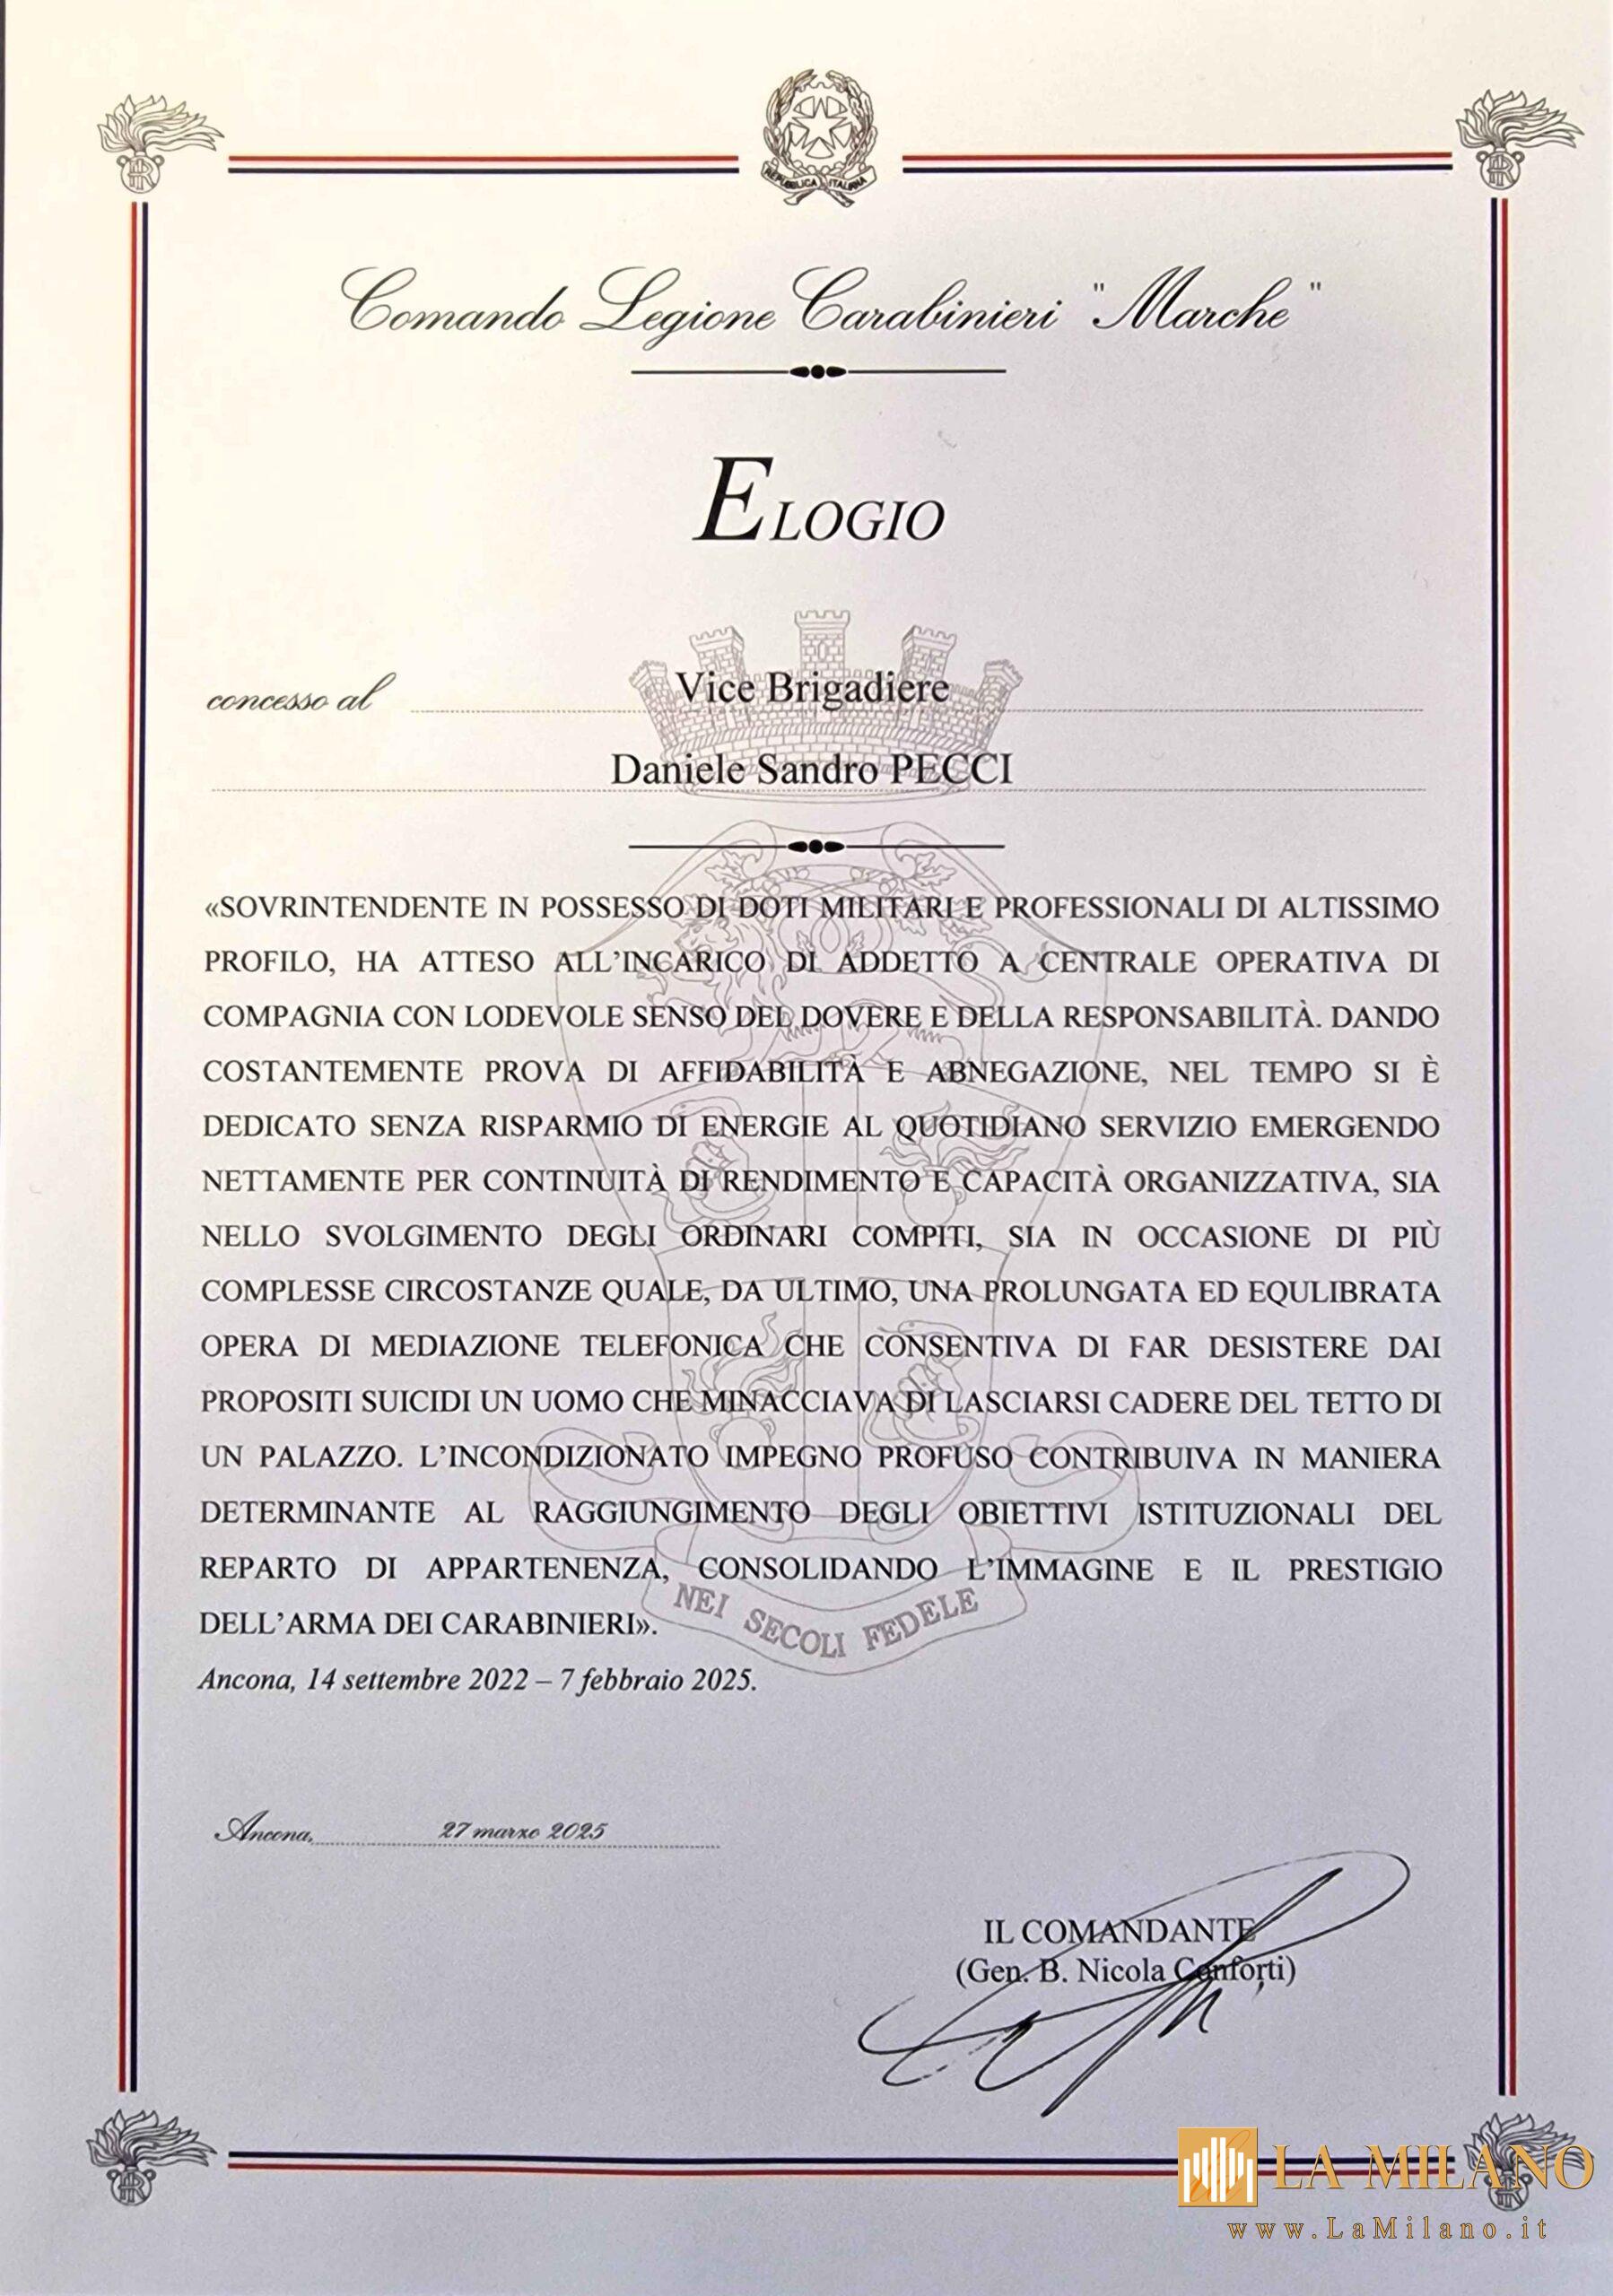 REPVBBLICA ITALIANA
Comando Legione Carabinieri "Marche"
ELOGIO
concesso al Vice Brigadiere
Daniele Sandro PECCI
«SOVRINTENDENTE IN POSSESSO DI DOTI MILITARI E PROFESSIONALI DI ALTISSIMO
PROFILO, HA ATTESO ALL’INCARICO DI ADDETTO A CENTRALE OPERATIVA DI
COMPAGNIA CON LODEVOLE SENSO DEL DOVERE E DELLA RESPONSABILITÀ. DANDO
COSTANTEMENTE PROVA DI AFFIDABILITÀ E ABNEGAZIONE, NEL TEMPO SI È
DEDICATO SENZA RISPARMIO DI ENERGIE AL QUOTIDIANO SERVIZIO EMERGENDO
NETTAMENTE PER CONTINUITÀ DI RENDIMENTO E CAPACITÀ ORGANIZZATIVA, SIA
NELLO SVOLGIMENTO DEGLI ORDINARI COMPITI, SIA IN OCCASIONE DI PIÙ
COMPLESSE CIRCOSTANZE QUALE, DA ULTIMO, UNA PROLUNGATA ED EQULIBRATA
OPERA DI MEDIAZIONE TELEFONICA CHE CONSENTIVA DI FAR DESISTERE DAI
PROPOSITI SUICIDI UN UOMO CHE MINACCIAVA DI LASCIARSI CADERE DEL TETTO DI
UN PALAZZO. L’INCONDIZIONATO IMPEGNO PROFUSO CONTRIBUIVA IN MANIERA
DETERMINANTE AL RAGGIUNGIMENTO DEGLI OBIETTIVI ISTITUZIONALI DEL
REPARTO DI APPARTENENZA, CONSOLIDANDO L’IMMAGINE E IL PRESTIGIO
DELL’ARMA DEI CARABINIERI».
NEI SECOLI FEDELE
Ancona, 14 settembre 2022 – 7 febbraio 2025.
Ancona, 27 marzo 2025
IL COMANDANTE
(Gen. B. Nicola Conforti)
LA MILANO
www.LaMilano.it